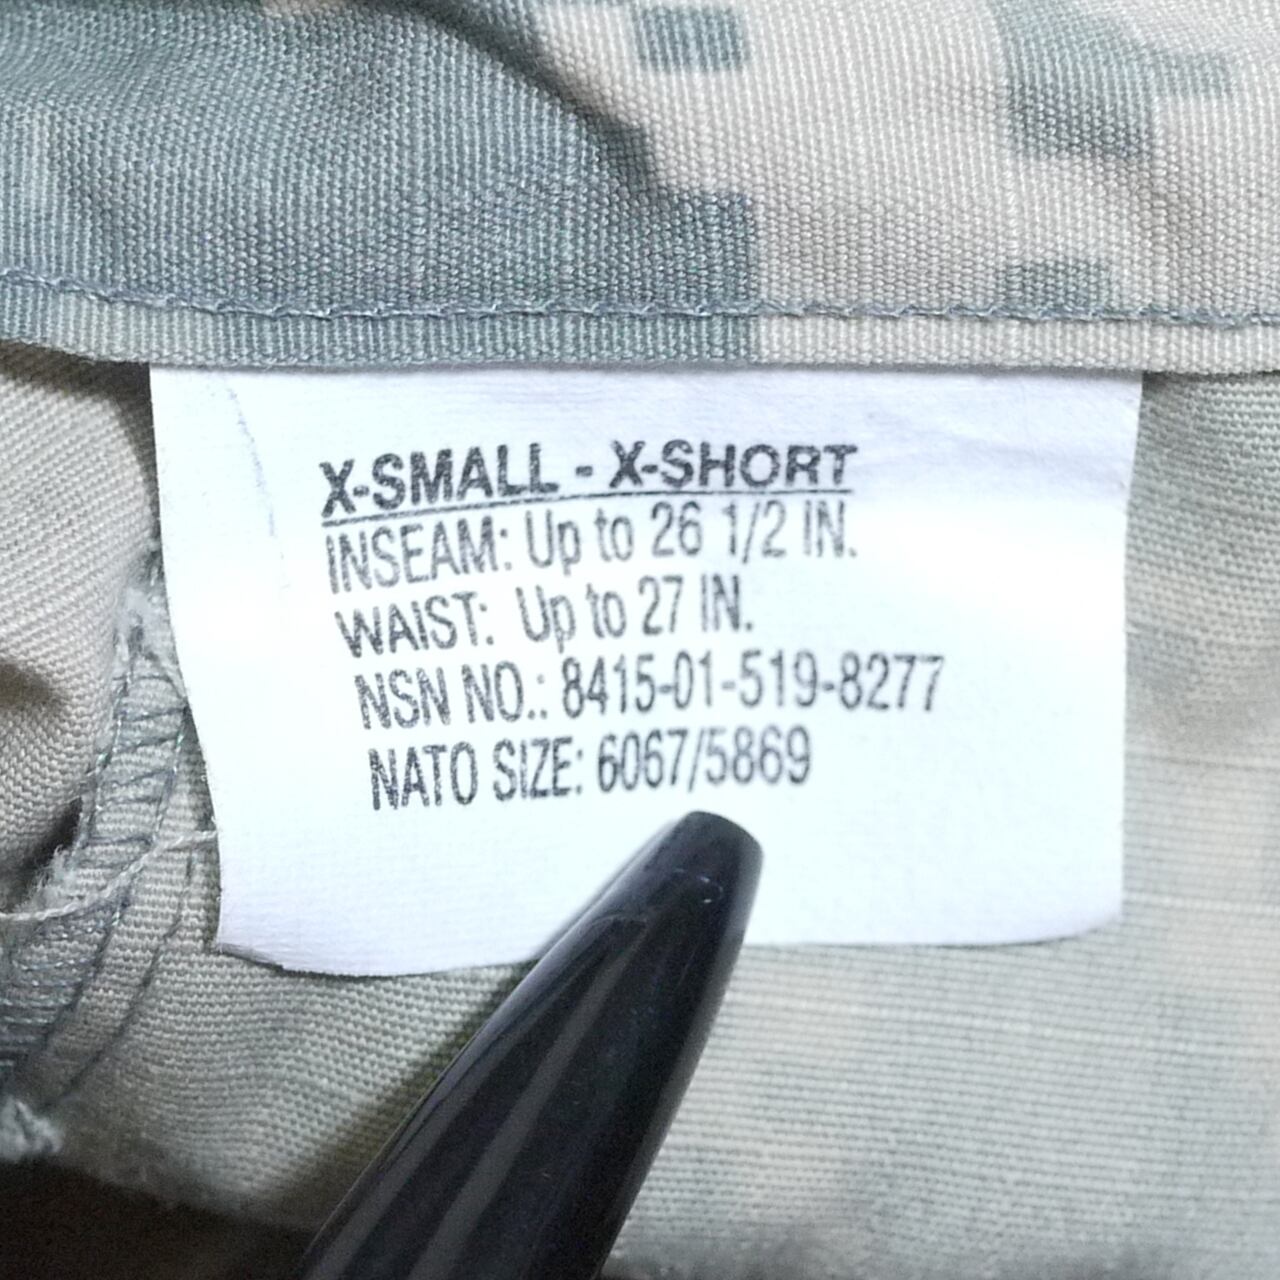 X-SMALL - X-SHORT
INSEAM: Up to 26 1/2 IN.
WAIST: Up to 27 IN.
NSN NO.: 8415-01-519-8277
NATO SIZE: 6067/5869